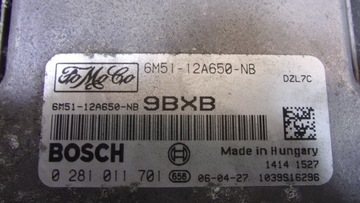 FoMoCo
6M51-12A650-NB
DZL7C
6M51-12A650-NB 9BXB
BOSCH
Made in Hungary
1414 1527
0 281 011 701 656 06-04-27 1039S16296